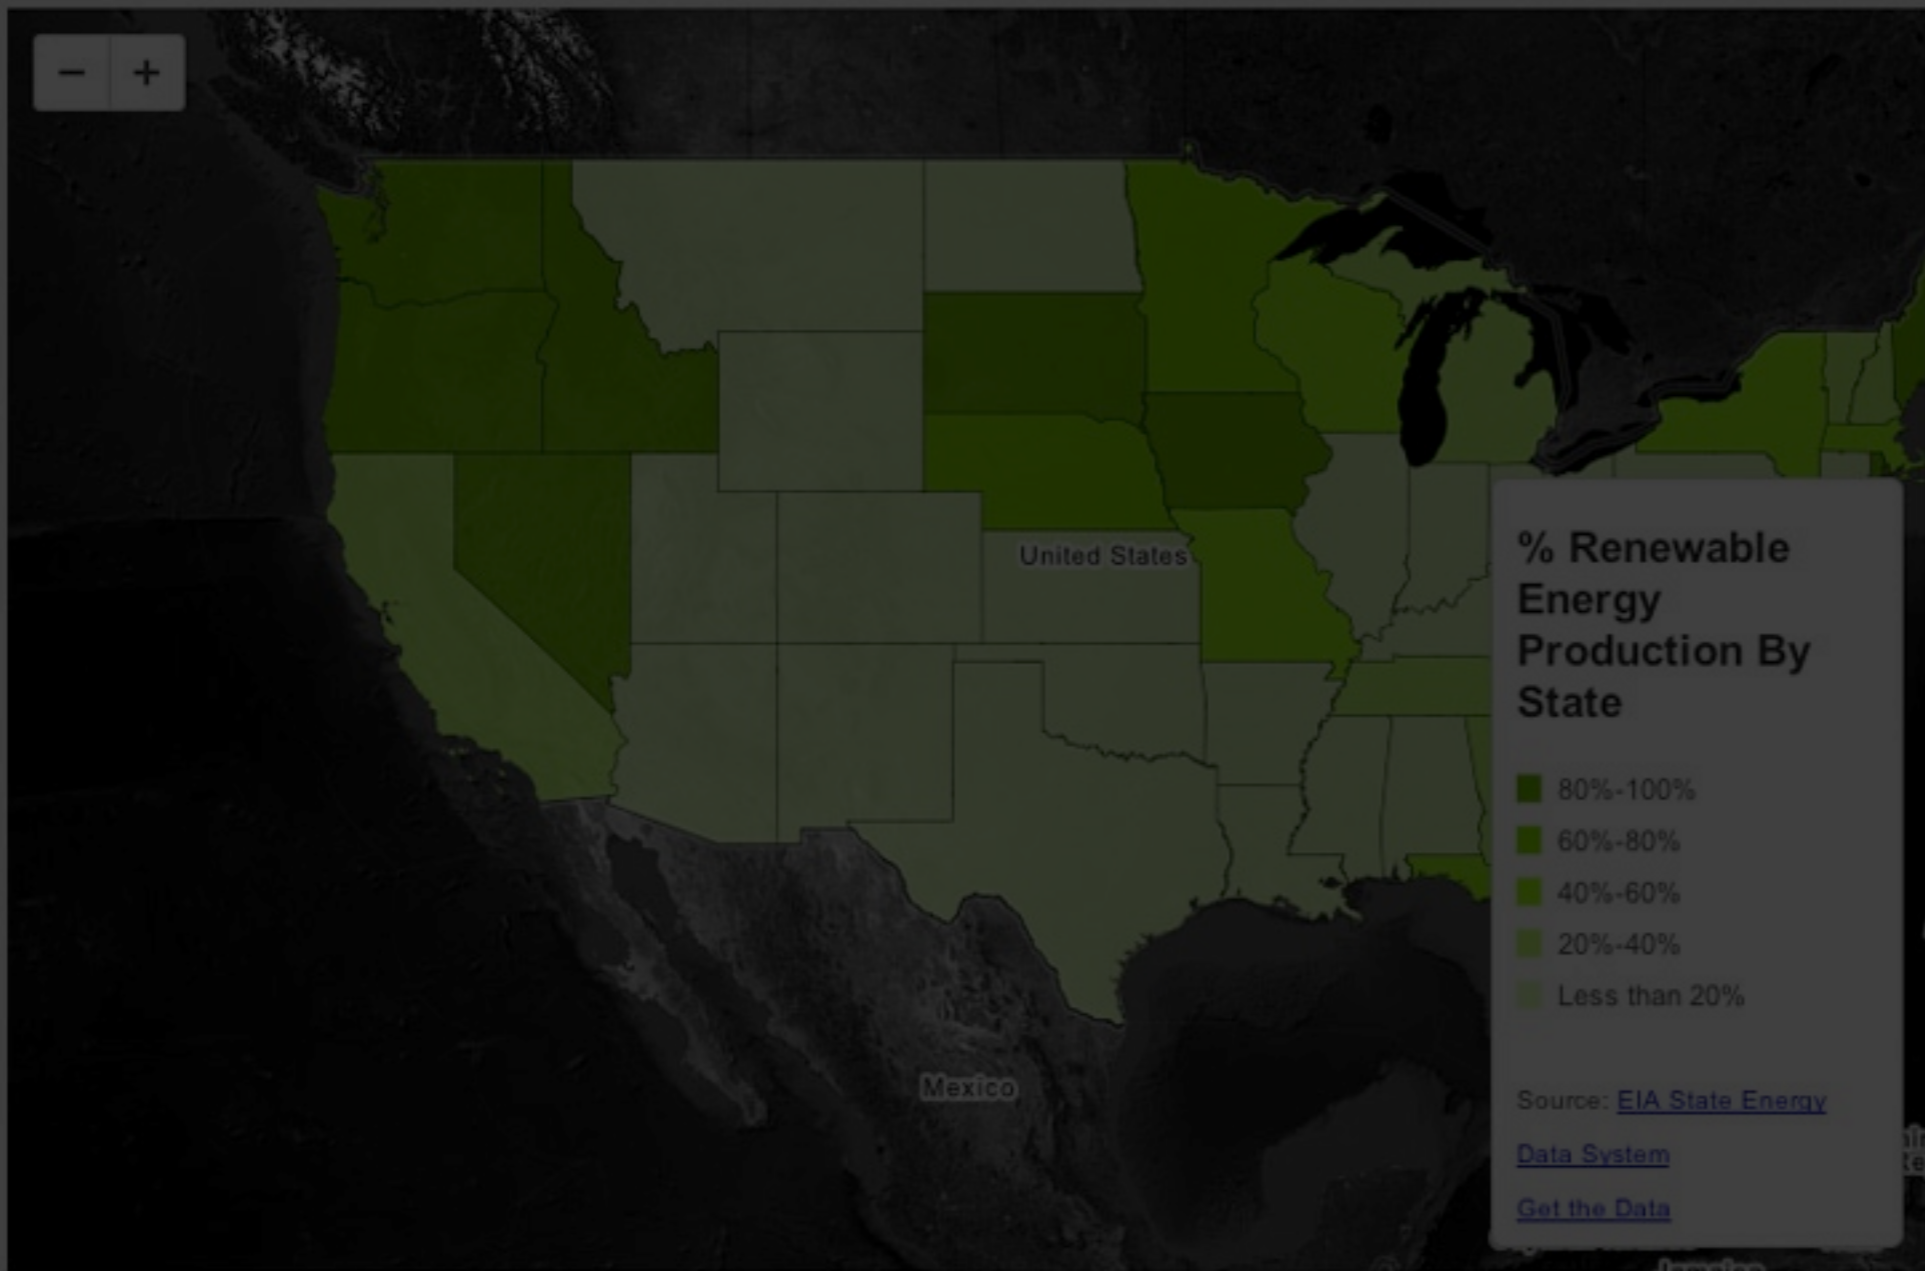 − +
United States
% Renewable
Energy
Production By
State
80%-100%
60%-80%
40%-60%
20%-40%
Less than 20%
Mexico
Source: EIA State Energy
Data System
Get the Data